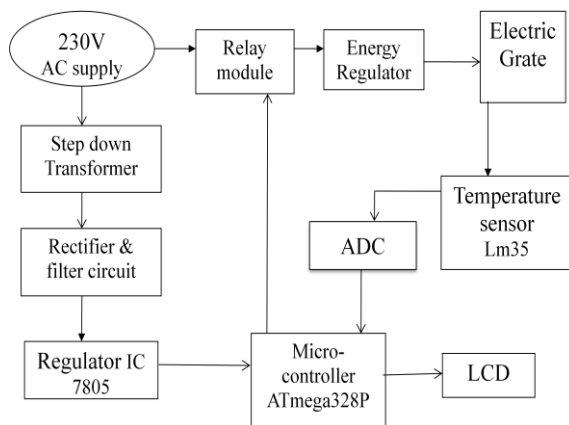 230V
AC supply
Relay
module
Energy
Regulator
Electric
Grate
Step down
Transformer
Temperature
sensor
Lm35
ADC
Rectifier &
filter circuit
Regulator IC
7805
Micro-
controller
ATmega328P
LCD